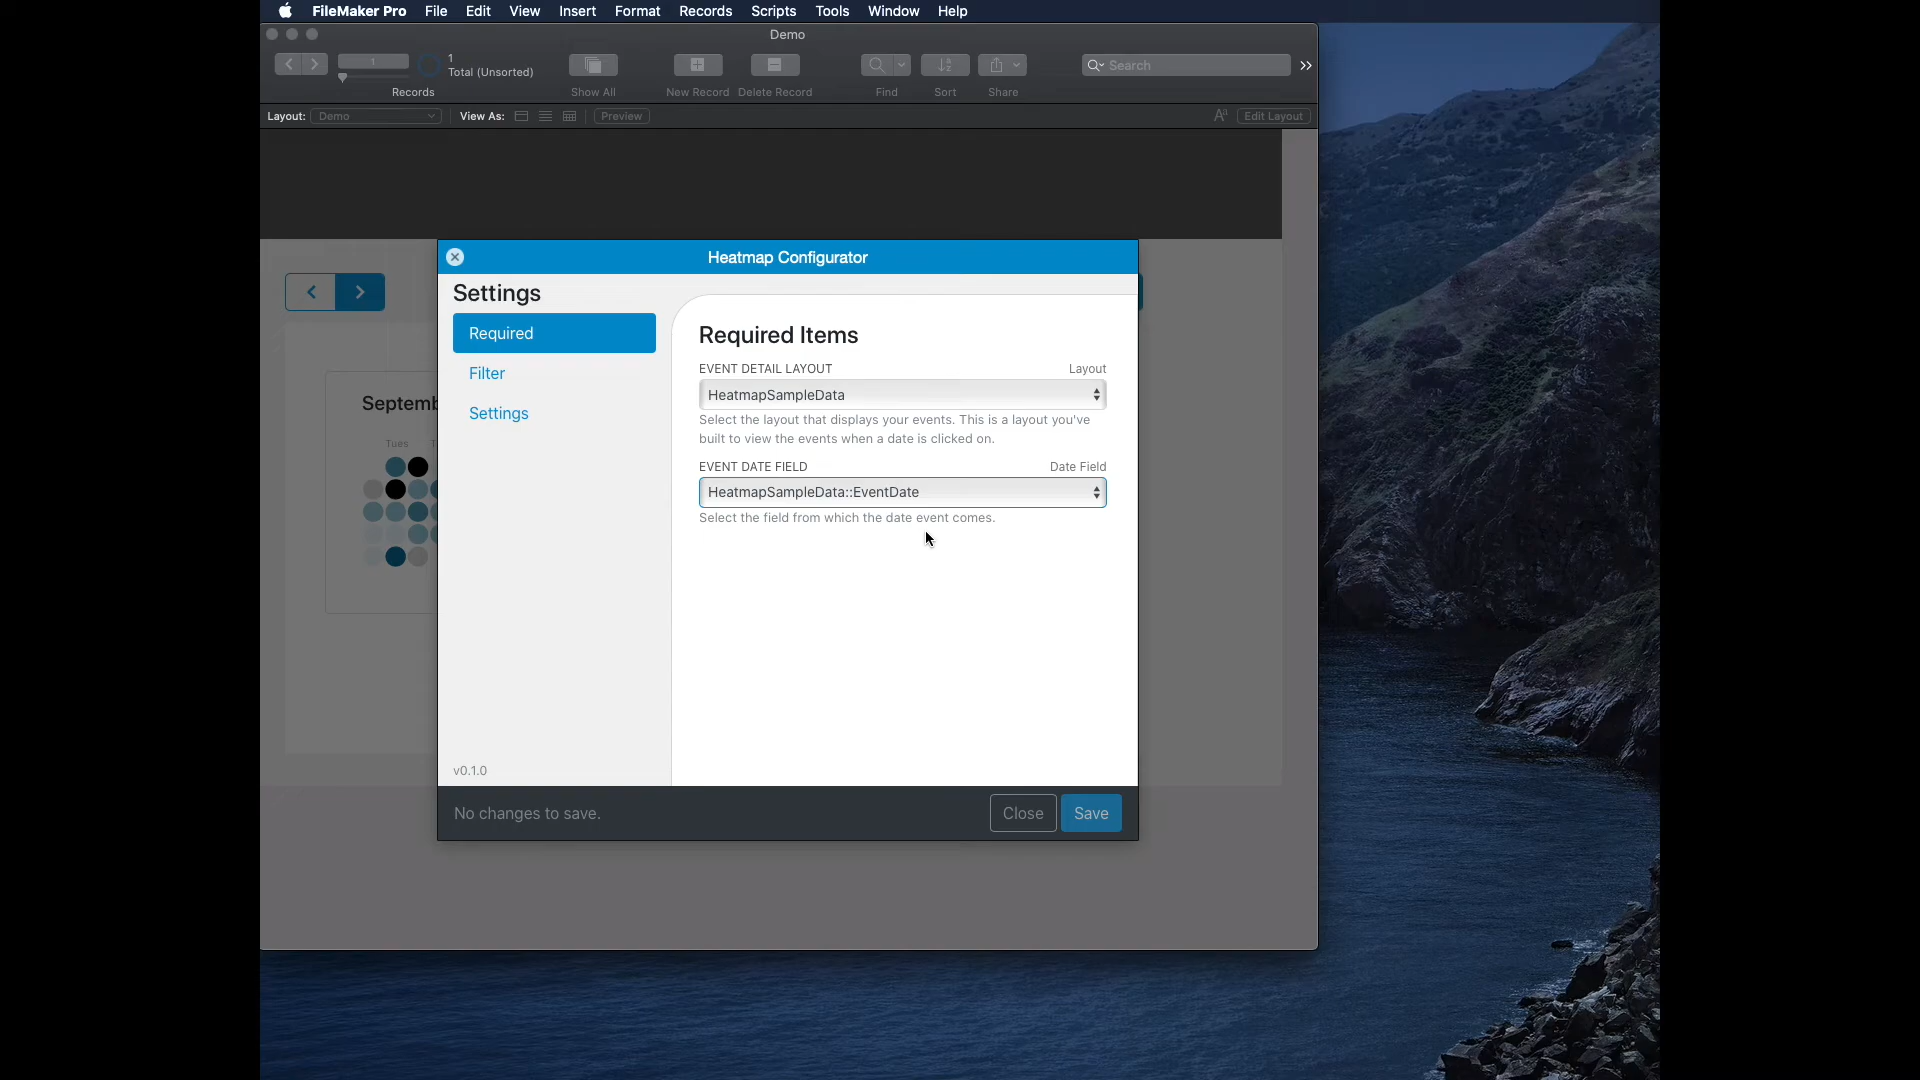 FileMaker Pro File Edit View Insert Format Records Scripts Tools Window Help
Demo
1
1
Total (Unsorted)
Search
Records Show All New Record Delete Record Find Sort Share
Layout: Demo View As: Preview Edit Layout
Heatmap Configurator
Settings
Required
Filter
Settings
Required Items
EVENT DETAIL LAYOUT Layout
HeatmapSampleData
Select the layout that displays your events. This is a layout you've
built to view the events when a date is clicked on.
EVENT DATE FIELD Date Field
HeatmapSampleData::EventDate
Select the field from which the date event comes.
Septemb
Tues T
v0.1.0
No changes to save.
Close Save